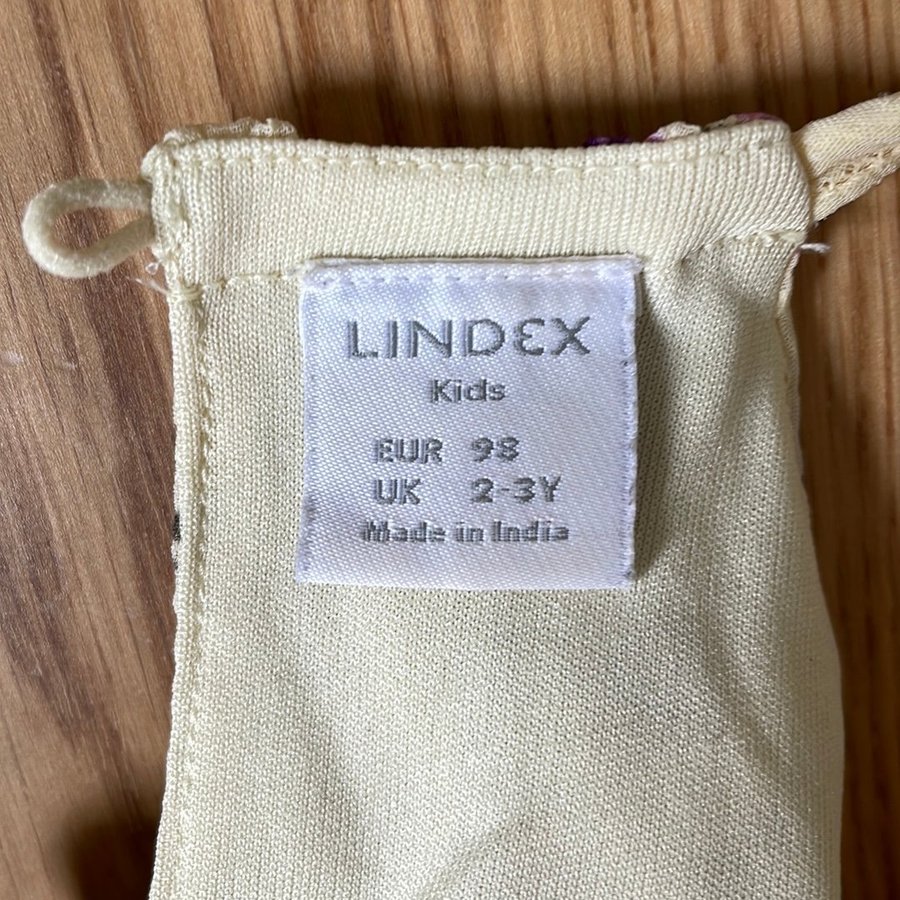 LINDEX
Kids
EUR 98
UK 2-3Y
Made in India